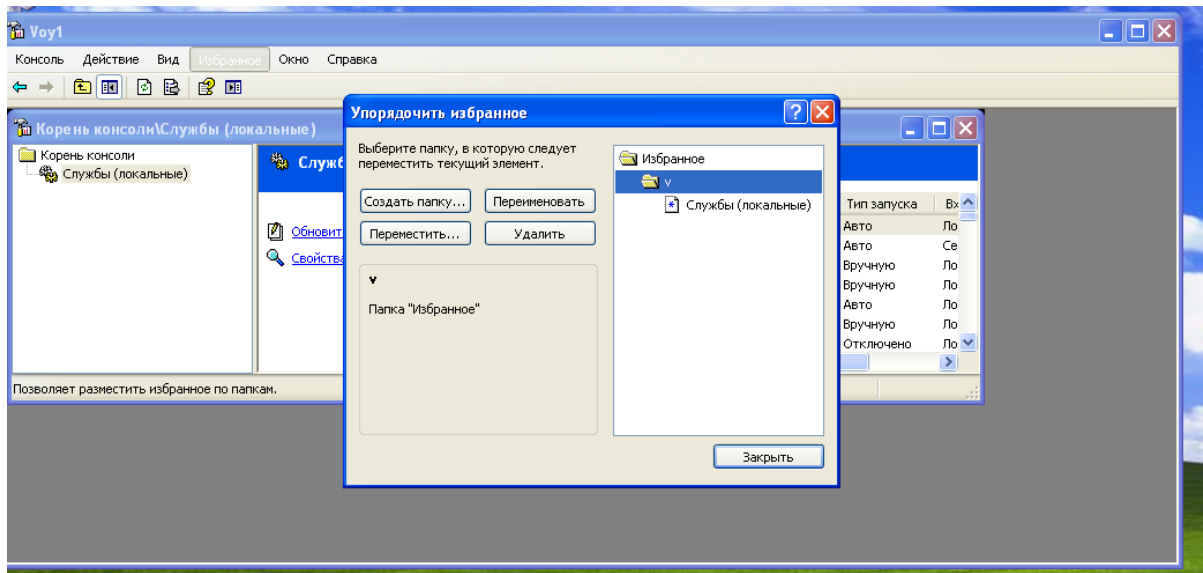 Voy1
Консоль Действие Вид Избранное Окно Справка
Корень консоли\Службы (локальные)
Корень консоли
Службы (локальные)
Служб
Обновит
Свойства
Упорядочить избранное
Выберите папку, в которую следует
переместить текущий элемент.
Создать папку... Переименовать
Переместить... Удалить
v
Папка "Избранное"
Избранное
v
Службы (локальные)
Закрыть
Тип запуска Вх
Авто Ло
Авто Се
Вручную Ло
Вручную Ло
Авто Ло
Вручную Ло
Отключено Ло
Позволяет разместить избранное по папкам.